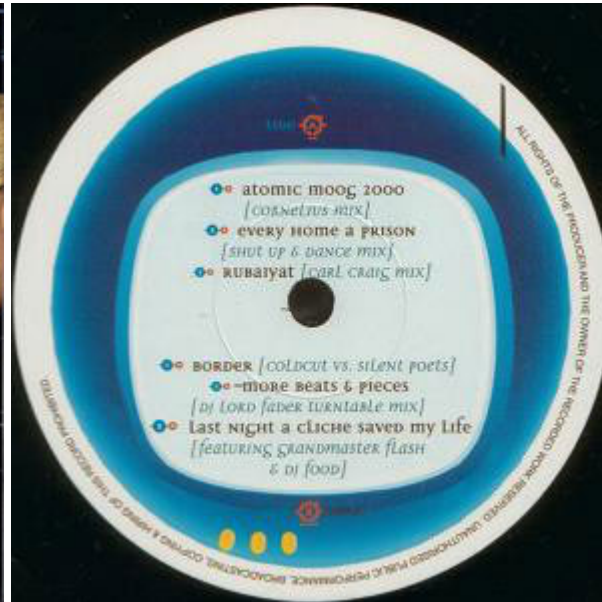 atomic moog 2000
[cornelius mix]
every home a prison
[shut up & dance mix]
rubaiyat [carl craig mix]
border [coldcut vs. silent poets]
more beats & pieces
[dj lord fader turntable mix]
last night a cliche saved my life
[featuring grandmaster flash
& dj food]
ALL RIGHTS OF THE PRODUCER AND THE OWNER OF THE RECORDED WORK RESERVED. UNAUTHORISED PUBLIC PERFORMANCE, BROADCASTING, COPYING & HIRING OF THIS RECORD PROHIBITED.